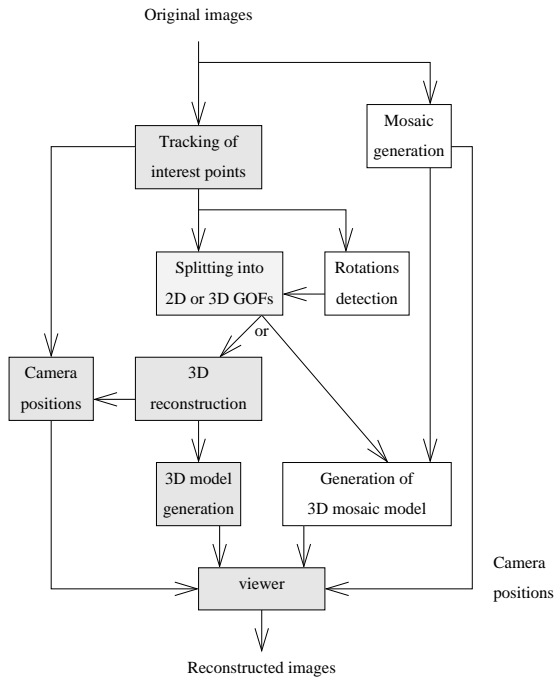 Original images
Mosaic
generation
Tracking of
interest points
Splitting into
2D or 3D GOFs
Rotations
detection
or
Camera
positions
3D
reconstruction
3D model
generation
Generation of
3D mosaic model
viewer
Camera
positions
Reconstructed images